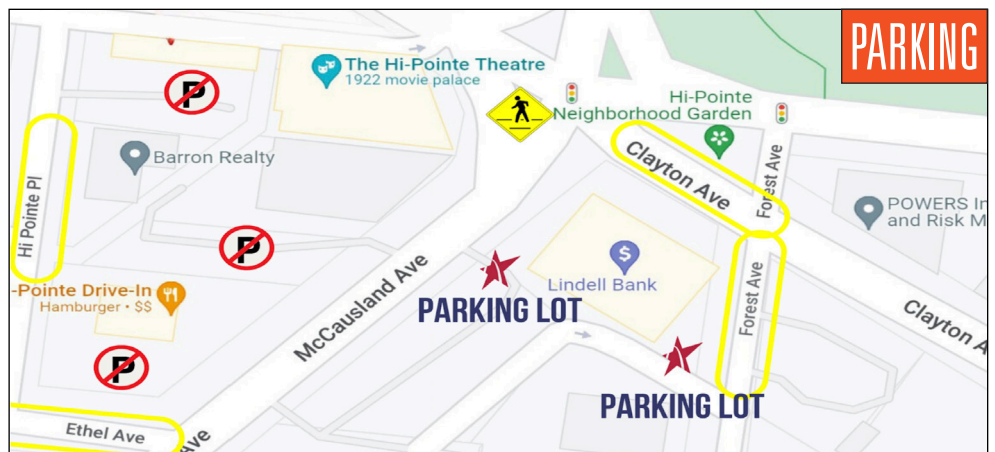 PARKING
The Hi-Pointe Theatre
1922 movie palace
P
Hi-Pointe
Neighborhood Garden
Clayton Ave
Forest Ave
Barron Realty
Hi Pointe Pl
POWERS In
and Risk M
P
McCausland Ave
$
Lindell Bank
Forest Ave
-Pointe Drive-In
Hamburger • $$
PARKING LOT
Clayton A
P
PARKING LOT
Ethel Ave
Ave